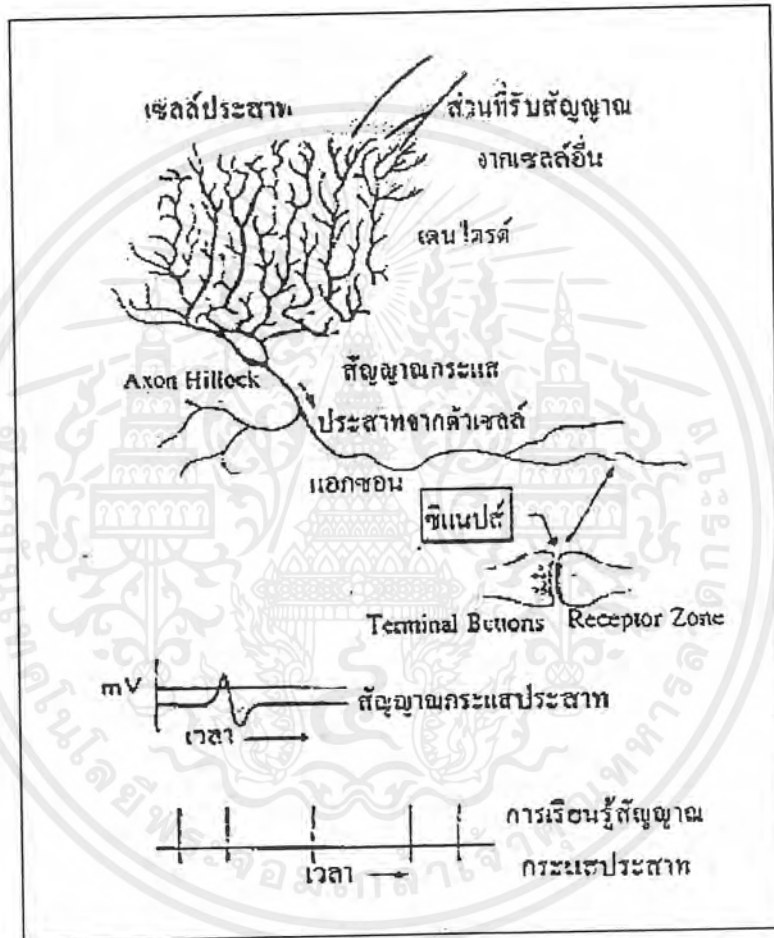 เซลล์ประสาท
ส่วนที่รับสัญญาณ
จากเซลล์อื่น
เดนไดรต์
Axon Hillock
สัญญาณกระแส
ประสาทจากตัวเซลล์
แอกซอน
ซิแนปส์
Terminal Buttons
Receptor Zone
mV
สัญญาณกระแสประสาท
เวลา
การเรียนรู้สัญญาณ
กระแสประสาท
เวลา